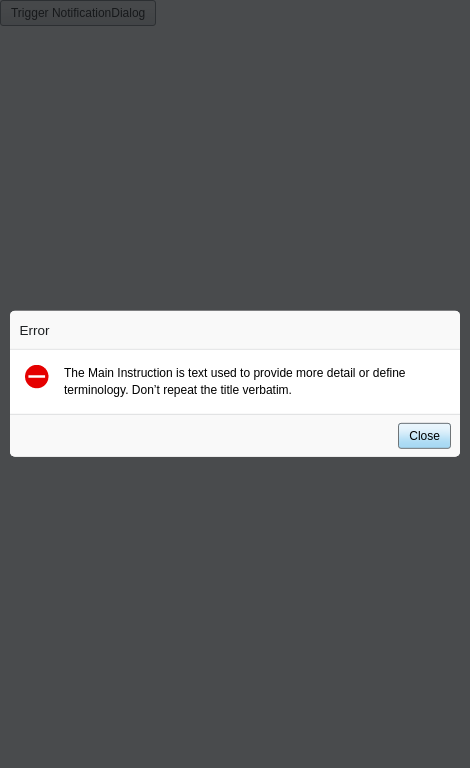 Trigger NotificationDialog
Error
The Main Instruction is text used to provide more detail or define
terminology. Don’t repeat the title verbatim.
Close